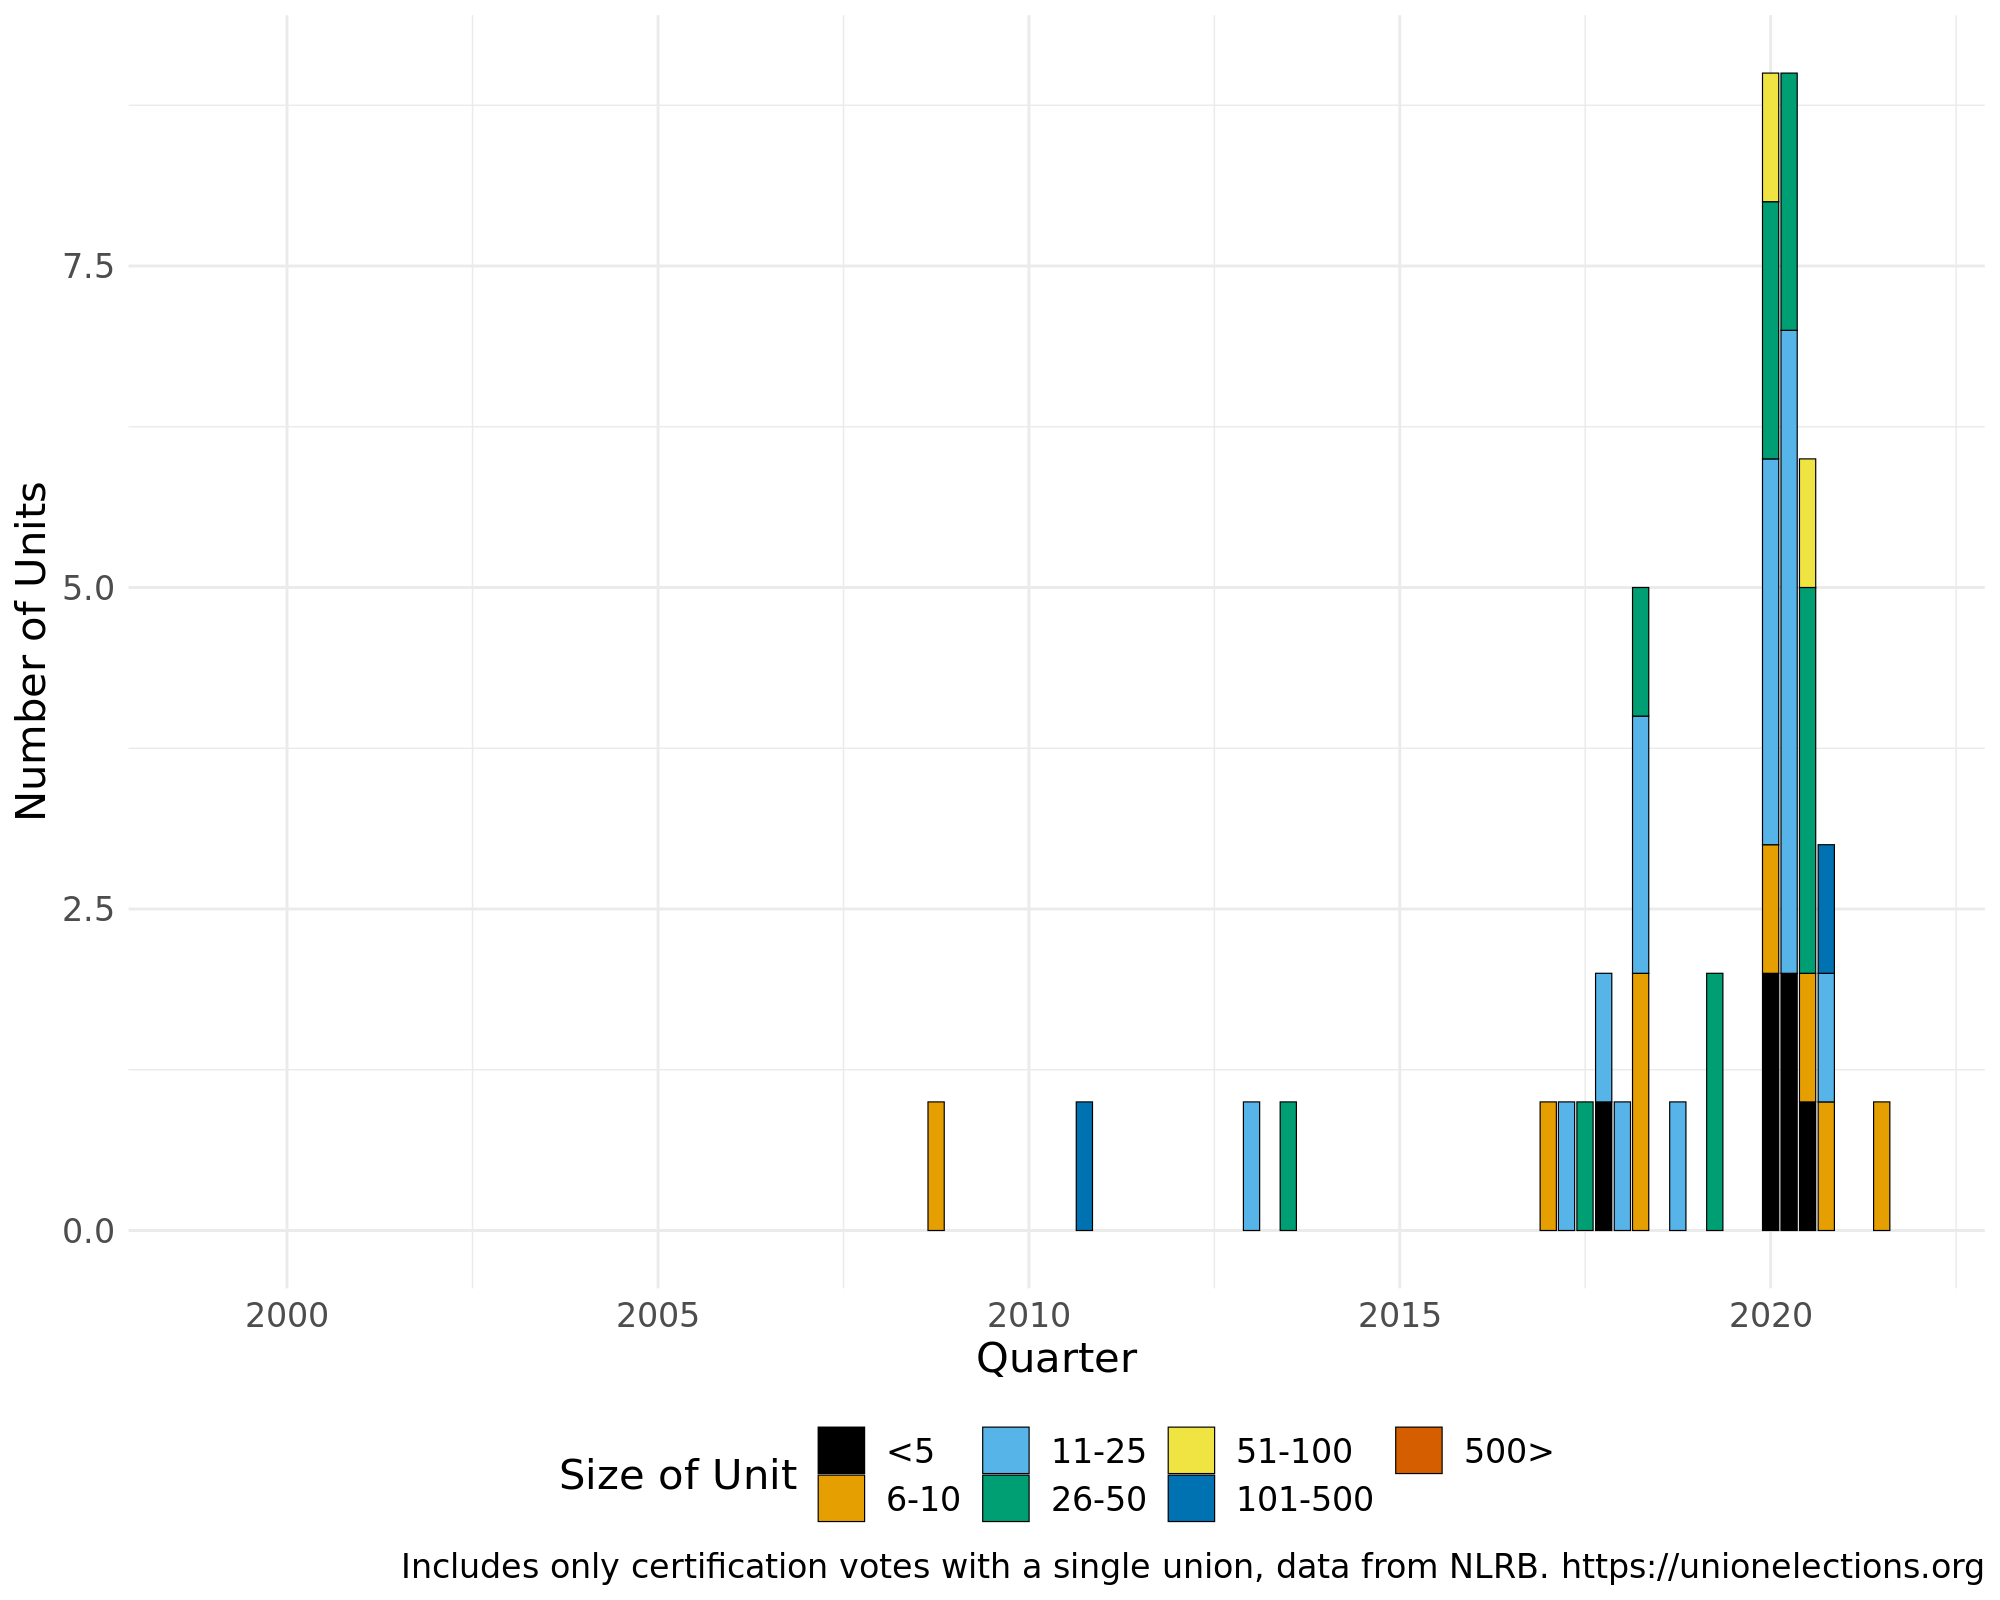 7.5
5.0
2.5
0.0
Number of Units
2000 2005 2010 2015 2020
Quarter
Size of Unit
<5 11-25 51-100 500>
6-10 26-50 101-500
Includes only certification votes with a single union, data from NLRB. https://unionelections.org